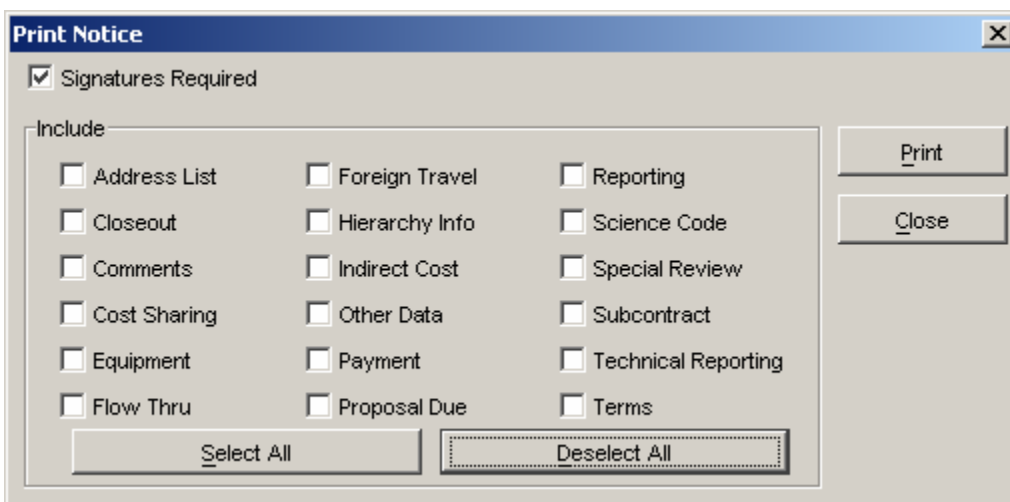 Print Notice
Signatures Required
Include
Address List Foreign Travel Reporting
Print
Closeout Hierarchy Info Science Code
Close
Comments Indirect Cost Special Review
Cost Sharing Other Data Subcontract
Equipment Payment Technical Reporting
Flow Thru Proposal Due Terms
Select All Deselect All